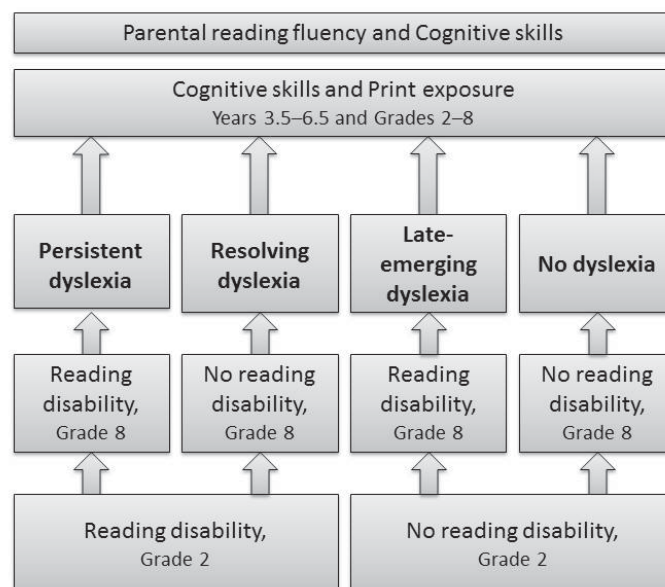 Parental reading fluency and Cognitive skills
Cognitive skills and Print exposure
Years 3.5–6.5 and Grades 2–8
Persistent
dyslexia
Resolving
dyslexia
Late-
emerging
dyslexia
No dyslexia
Reading
disability,
Grade 8
No reading
disability,
Grade 8
Reading
disability,
Grade 8
No reading
disability,
Grade 8
Reading disability,
Grade 2
No reading disability,
Grade 2